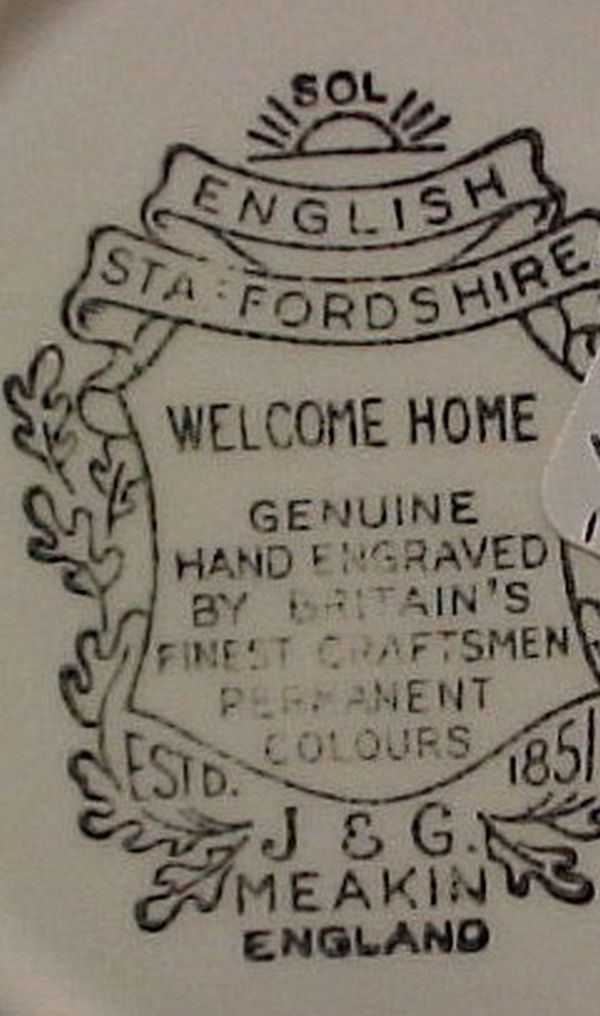 SOL
ENGLISH
STAFFORDSHIRE
WELCOME HOME
GENUINE
HAND ENGRAVED
BY BRITAIN'S
FINEST CRAFTSMEN
PERMANENT
COLOURS
ESTD. 1851
J & G.
MEAKIN
ENGLAND